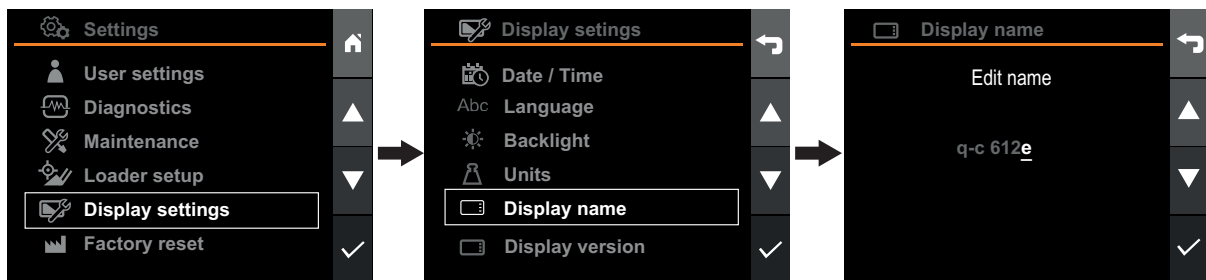 Settings
User settings
Diagnostics
Maintenance
Loader setup
Display settings
Factory reset
Display setings
Date / Time
Abc Language
Backlight
Units
Display name
Display version
Display name
Edit name
q-c 612e